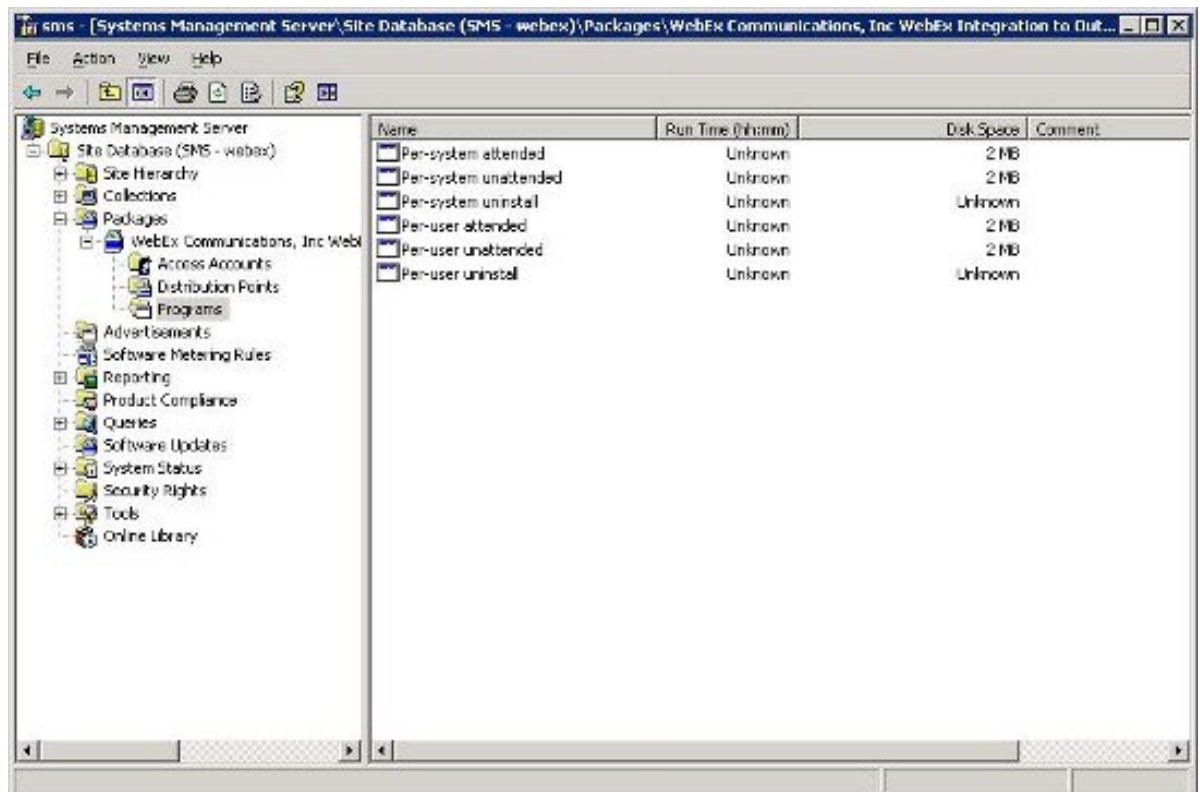 sms - [Systems Management Server\Site Database (SMS - webex)\Packages\WebEx Communications, Inc WebEx Integration to Out...
File Action View Help
Systems Management Server
Site Database (SMS - webex)
Site Hierarchy
Collections
Packages
WebEx Communications, Inc WebE
Access Accounts
Distribution Points
Programs
Advertisements
Software Metering Rules
Reporting
Product Compliance
Queries
Software Updates
System Status
Security Rights
Tools
Online Library
Name Run Time (hh:mm) Disk Space Comment
Per-system attended Unknown 2 MB
Per-system unattended Unknown 2 MB
Per-system uninstall Unknown Unknown
Per-user attended Unknown 2 MB
Per-user unattended Unknown 2 MB
Per-user uninstall Unknown Unknown